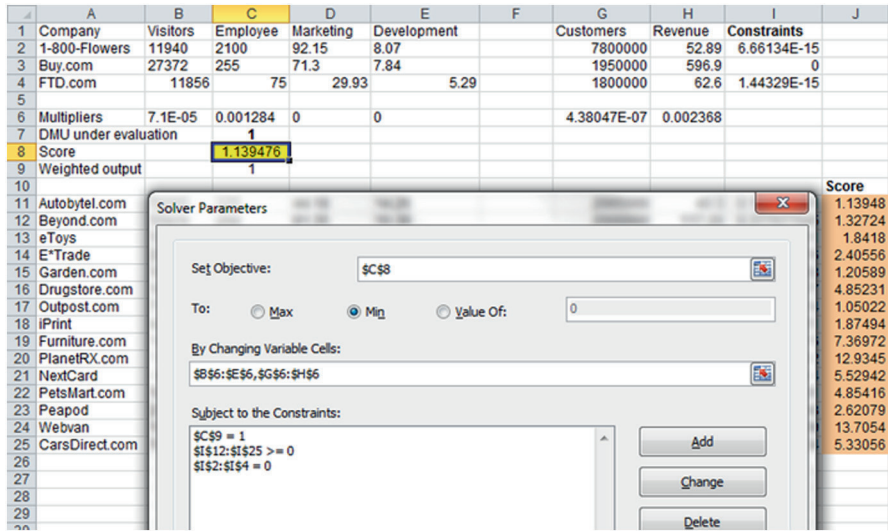 A B C D E F G H I J
1 Company Visitors Employee Marketing Development Customers Revenue Constraints
2 1-800-Flowers 11940 2100 92.15 8.07 7800000 52.89 6.66134E-15
3 Buy.com 27372 255 71.3 7.84 1950000 596.9 0
4 FTD.com 11856 75 29.93 5.29 1800000 62.6 1.44329E-15
5
6 Multipliers 7.1E-05 0.001284 0 0 4.38047E-07 0.002368
7 DMU under evaluation 1
8 Score 1.139476
9 Weighted output 1
10 Score
11 Autobytel.com 1.13948
12 Beyond.com 1.32724
13 eToys 1.8418
14 E*Trade 2.40556
15 Garden.com 1.20589
16 Drugstore.com 4.85231
17 Outpost.com 1.05022
18 iPrint 1.87494
19 Furniture.com 7.36972
20 PlanetRX.com 12.9345
21 NextCard 5.52942
22 PetsMart.com 4.85416
23 Peapod 2.62079
24 Webvan 13.7054
25 CarsDirect.com 5.33056
26
27
28
29
Solver Parameters
Set Objective: $C$8
To: Max Min Value Of: 0
By Changing Variable Cells:
$B$6:$E$6,$G$6:$H$6
Subject to the Constraints:
$C$9 = 1
$I$12:$I$25 >= 0
$I$2:$I$4 = 0
Add
Change
Delete